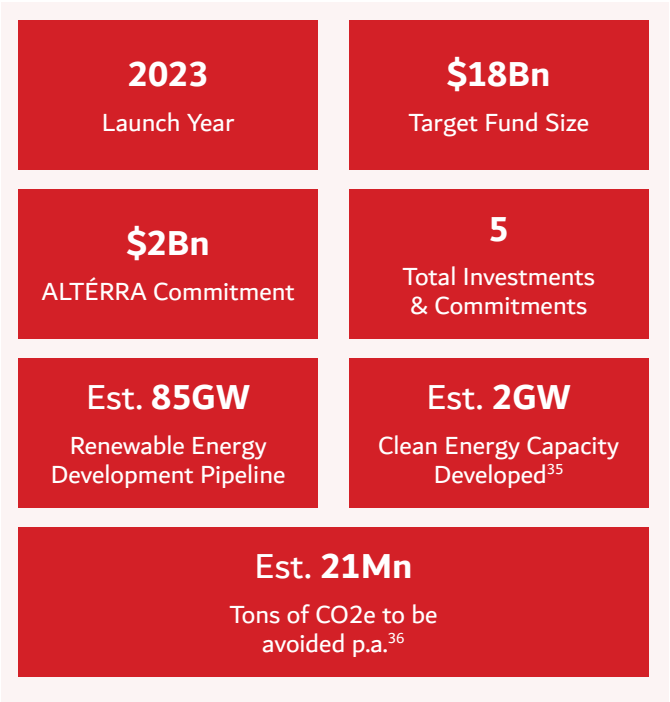 2023
Launch Year
$18Bn
Target Fund Size
$2Bn
ALTÉRRA Commitment
5
Total Investments
& Commitments
Est. 85GW
Renewable Energy
Development Pipeline
Est. 2GW
Clean Energy Capacity
Developed35
Est. 21Mn
Tons of CO2e to be
avoided p.a.36